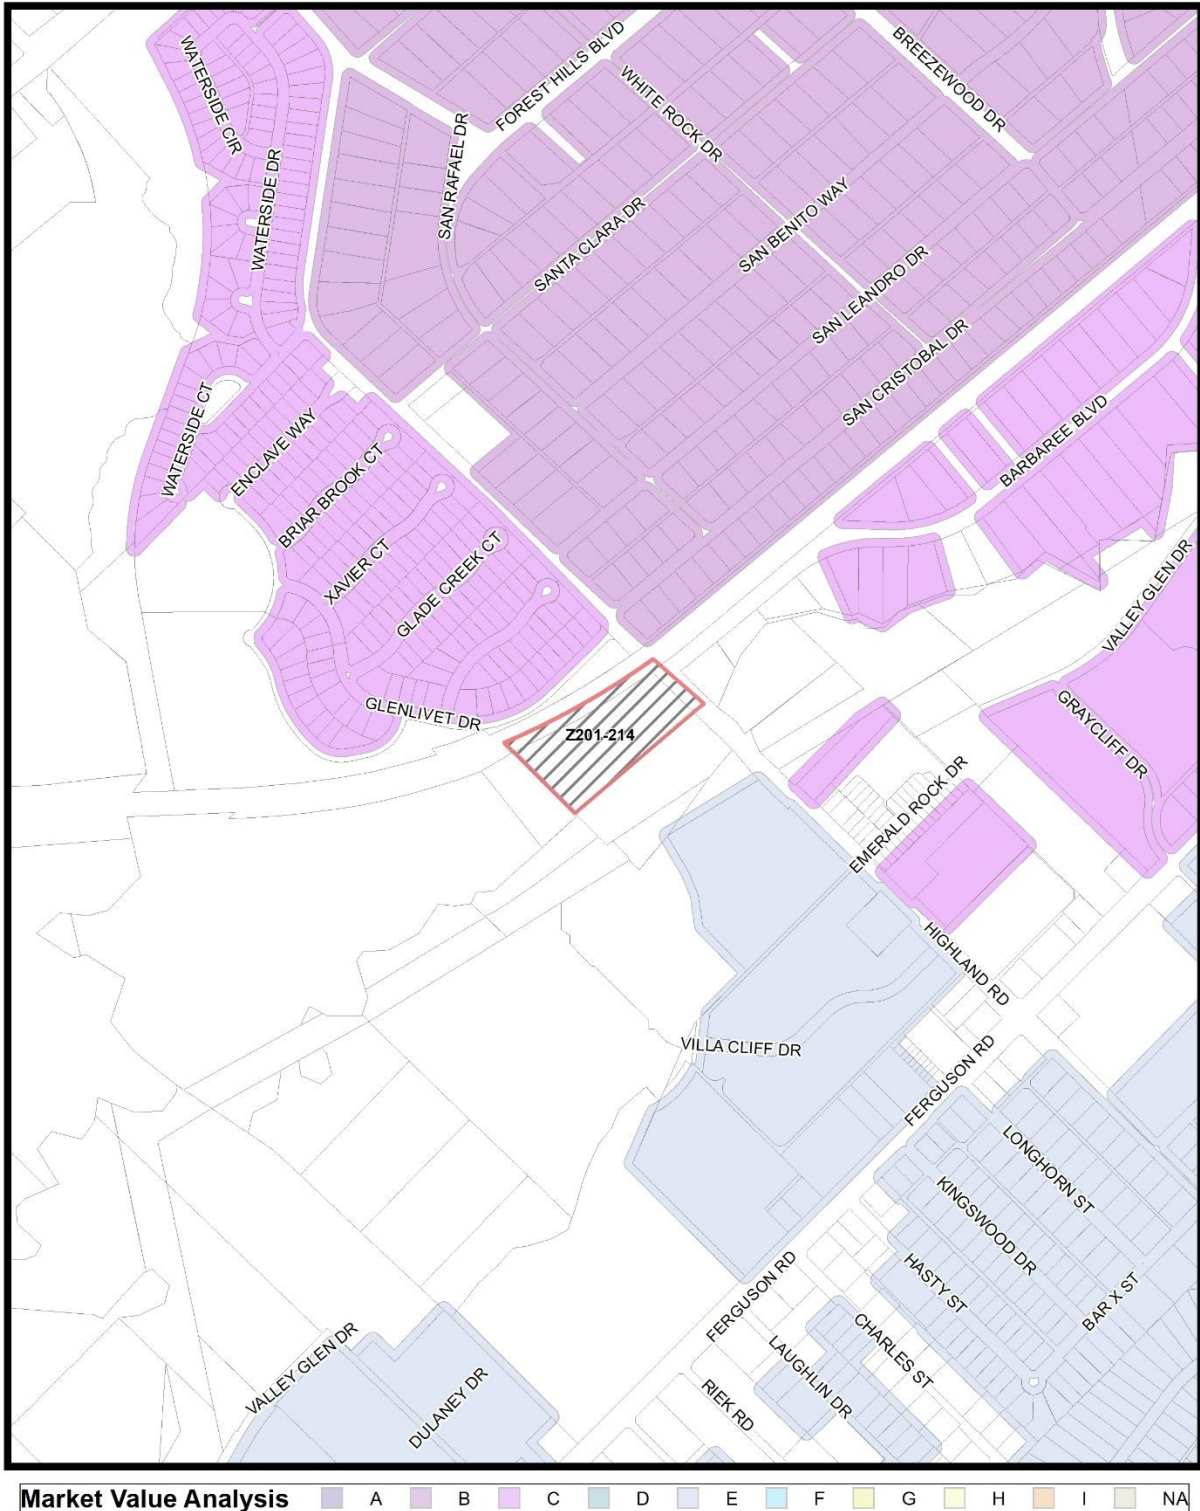 WATERSIDE CIR
FOREST HILLS BLVD
BREEZEWOOD DR
WHITE ROCK DR
WATERSIDE DR
SAN RAFAEL DR
SANTA CLARA DR
SAN BENITO WAY
SAN LEANDRO DR
SAN CRISTOBAL DR
WATERSIDE CT
ENCLAVE WAY
BARBAREE BLVD
BRIAR BROOK CT
XAVIER CT
GLADE CREEK CT
VALLEY GLEN DR
GLENLIVET DR
GRAYCLIFF DR
Z201-214
EMERALD ROCK DR
HIGHLAND RD
VILLA CLIFF DR
FERGUSON RD
LONGHORN ST
KINGSWOOD DR
HASTY ST
BAR X ST
FERGUSON RD
CHARLES ST
LAUGHLIN DR
VALLEY GLEN DR
DULANEY DR
RIEK RD
Market Value Analysis A B C D E F G H I NA